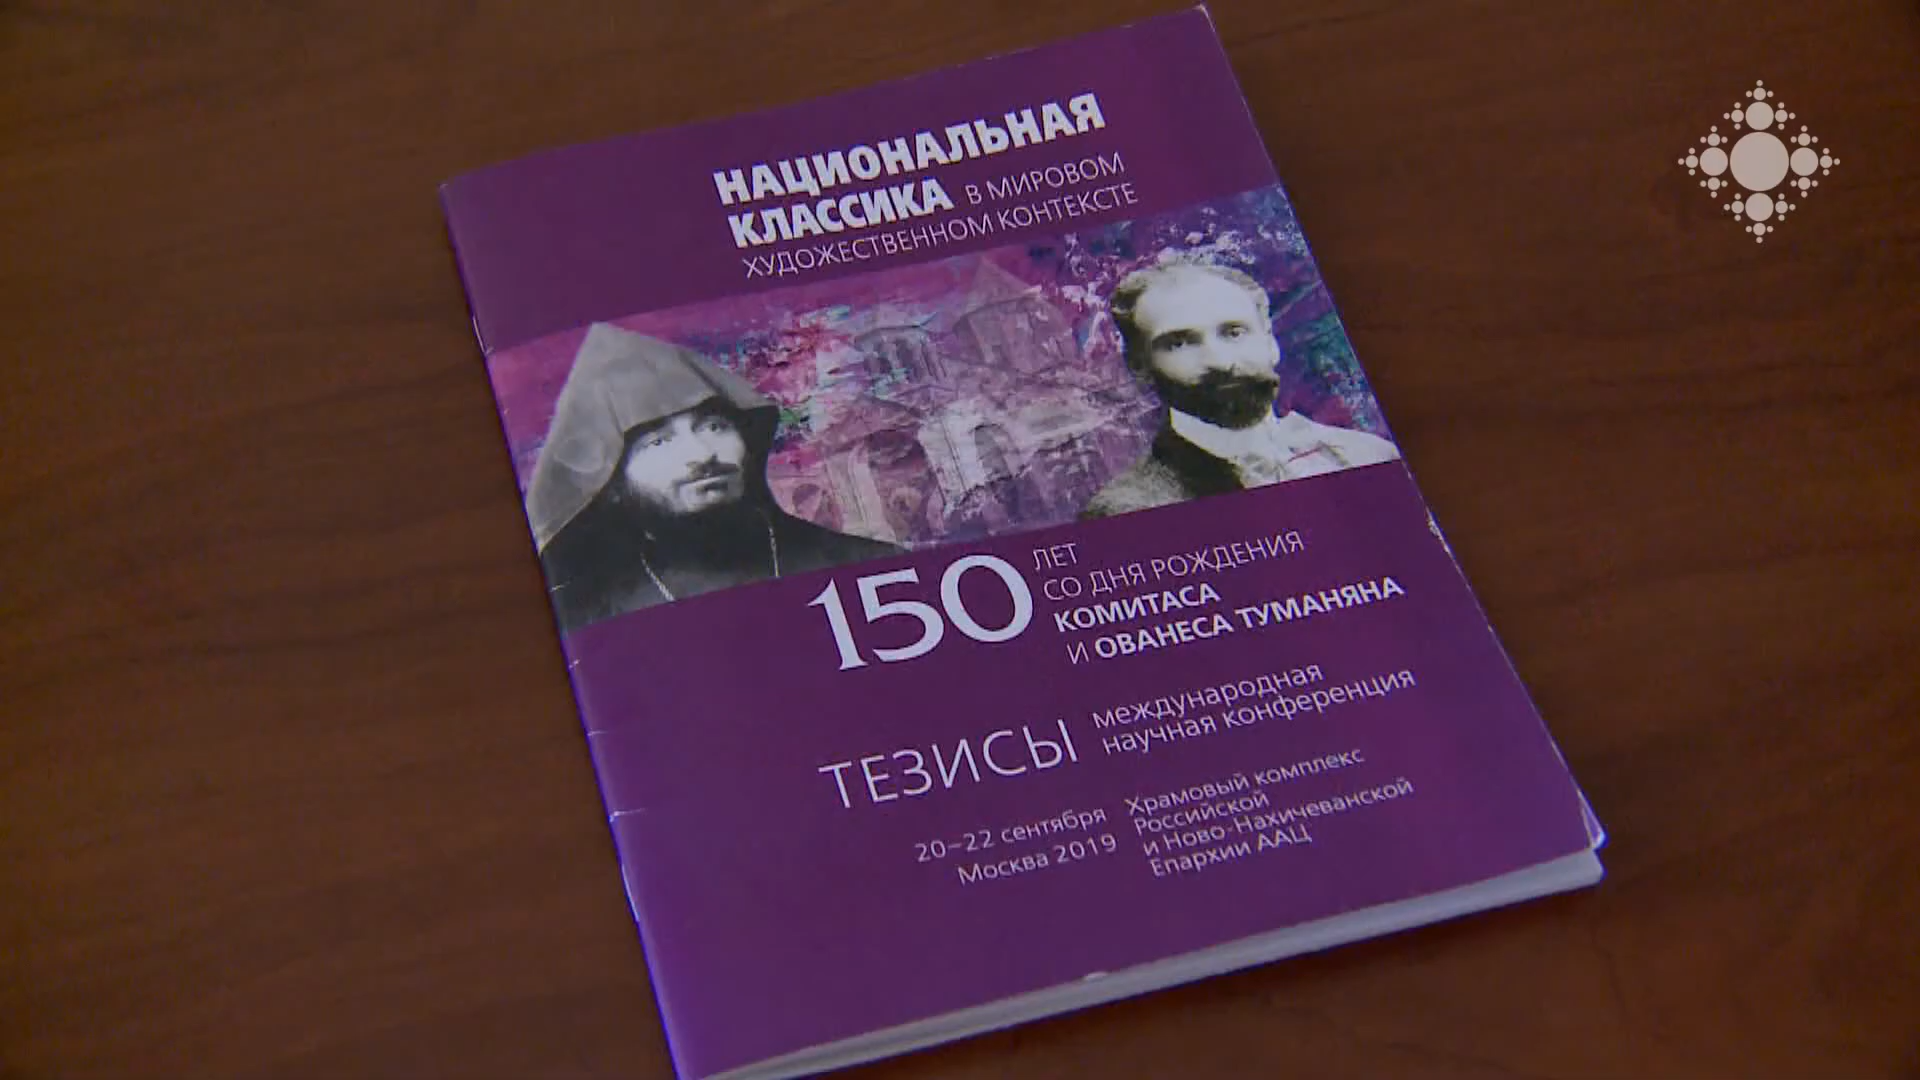 НАЦИОНАЛЬНАЯ
КЛАССИКА В МИРОВОМ
ХУДОЖЕСТВЕННОМ КОНТЕКСТЕ
150 ЛЕТ
СО ДНЯ РОЖДЕНИЯ
КОМИТАСА
И ОВАНЕСА ТУМАНЯНА
ТЕЗИСЫ
международная
научная конференция
20–22 сентября
Москва 2019
Храмовый комплекс
Российской
и Ново-Нахичеванской
Епархии ААЦ